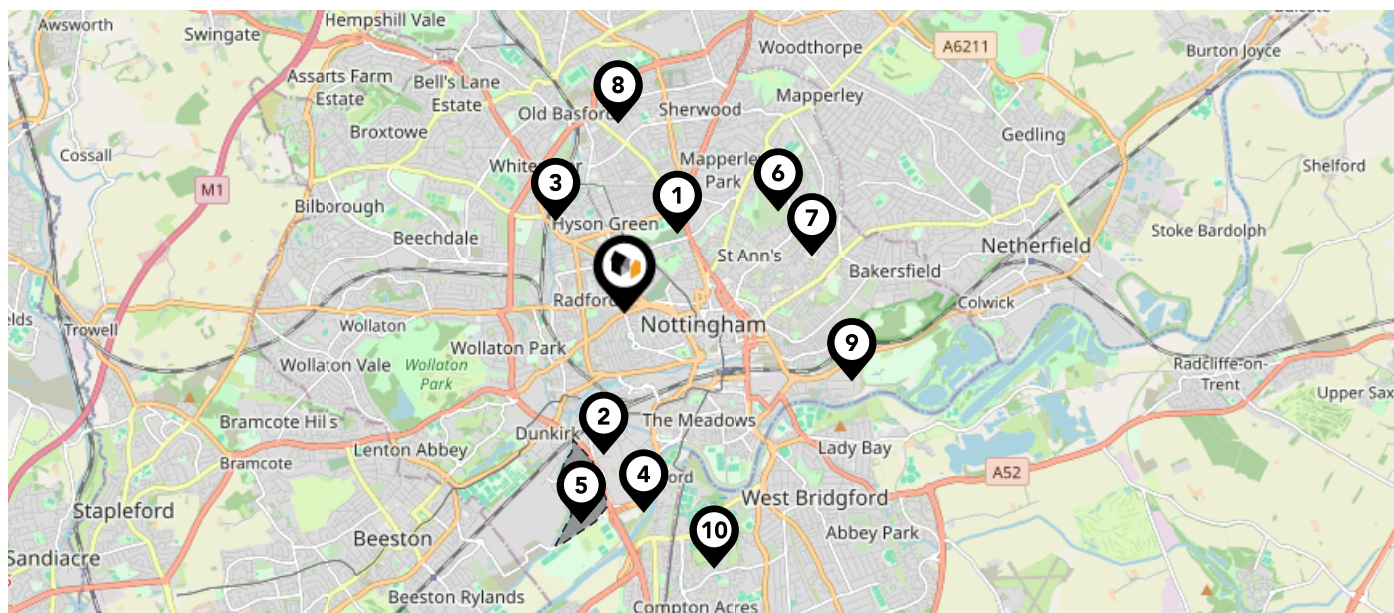 Awsworth
Hempshill Vale
Swingate
Woodthorpe
A6211
Burton Joyce
Assarts Farm
Estate
Bell's Lane
Estate
8
Mapperley
Old Basford
Sherwood
Broxtowe
Gedling
Cossall
M1
3
1
Mapperley
Park
6
Shelford
Bilborough
Hyson Green
7
Beechdale
St Ann's
Netherfield
Stoke Bardolph
Bakersfield
Radford
Colwick
Trowell
Wollaton
Nottingham
9
Wollaton Park
Wollaton Vale
Wollaton
Park
Radcliffe-on-
Trent
Upper Sax
2
Bramcote Hills
Dunkirk
The Meadows
Lenton Abbey
Lady Bay
Bramcote
A52
5
4
West Bridgford
Stapleford
10
Abbey Park
Beeston
Sandiacre
Beeston Rylands
Compton Acres